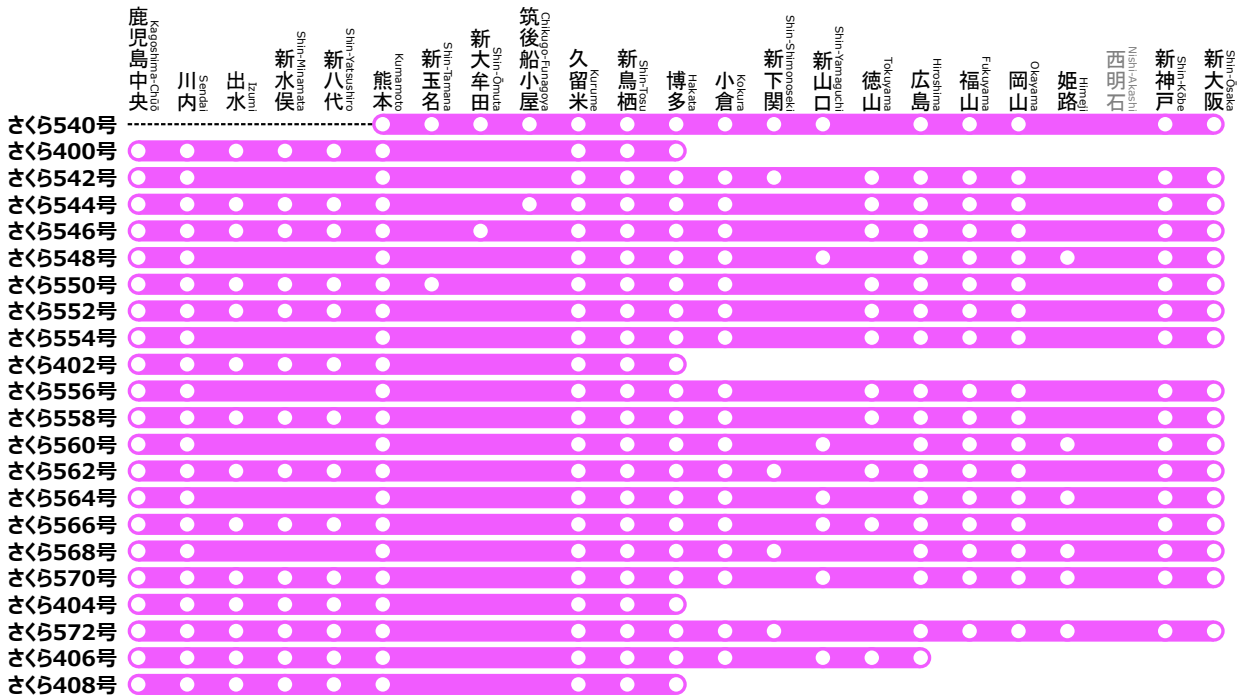 鹿児島中央 Kagoshima-Chūō
川内 Sendai
出水 Izumi
新水俣 Shin-Minamata
新八代 Shin-Yatsushiro
熊本 Kumamoto
新玉名 Shin-Tamana
新大牟田 Shin-Ōmuta
筑後船小屋 Chikugo-Funagoya
久留米 Kurume
新鳥栖 Shin-Tosu
博多 Hakata
小倉 Kokura
新下関 Shin-Shimonoseki
新山口 Shin-Yamaguchi
徳山 Tokuyama
広島 Hiroshima
福山 Fukuyama
岡山 Okayama
姫路 Himeji
西明石 Nishi-Akashi
新神戸 Shin-Kōbe
新大阪 Shin-Ōsaka
さくら540号
さくら400号
さくら542号
さくら544号
さくら546号
さくら548号
さくら550号
さくら552号
さくら554号
さくら402号
さくら556号
さくら558号
さくら560号
さくら562号
さくら564号
さくら566号
さくら568号
さくら570号
さくら404号
さくら572号
さくら406号
さくら408号